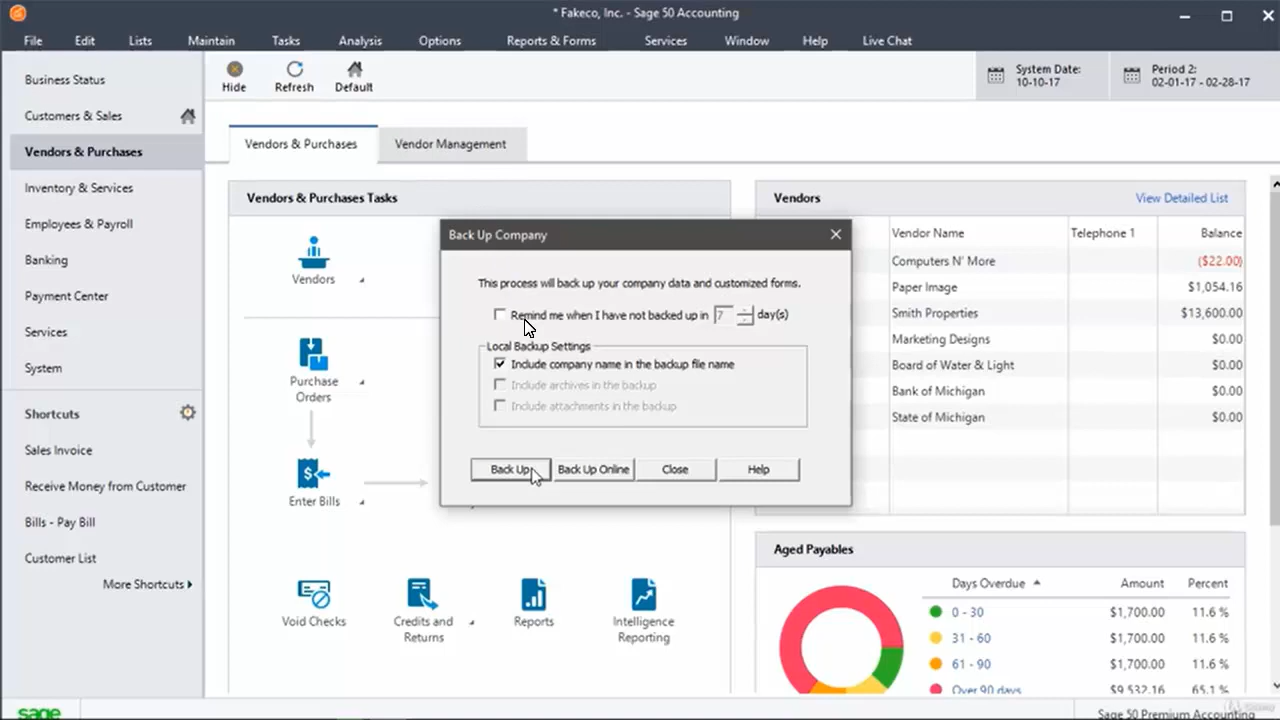 * Fakeco, Inc. - Sage 50 Accounting
File Edit Lists Maintain Tasks Analysis Options Reports & Forms Services Window Help Live Chat
Business Status
Customers & Sales
Vendors & Purchases
Inventory & Services
Employees & Payroll
Banking
Payment Center
Services
System
Shortcuts
Sales Invoice
Receive Money from Customer
Bills - Pay Bill
Customer List
More Shortcuts
sage
Hide Refresh Default
System Date:
10-10-17
Period 2:
02-01-17 - 02-28-17
Vendors & Purchases Vendor Management
Vendors & Purchases Tasks
Vendors
Purchase
Orders
Enter Bills
Void Checks
Credits and
Returns
Reports
Intelligence
Reporting
Back Up Company
This process will back up your company data and customized forms.
Remind me when I have not backed up in 7 day(s)
Local Backup Settings
Include company name in the backup file name
Include archives in the backup
Include attachments in the backup
Back Up Back Up Online Close Help
Vendors View Detailed List
Vendor Name Telephone 1 Balance
Computers N' More ($22.00)
Paper Image $1,054.16
Smith Properties $13,600.00
Marketing Designs $0.00
Board of Water & Light $0.00
Bank of Michigan $0.00
State of Michigan $0.00
Aged Payables
Days Overdue Amount Percent
0 - 30 $1,700.00 11.6 %
31 - 60 $1,700.00 11.6 %
61 - 90 $1,700.00 11.6 %
Over 90 days $9,532.16 65.1 %
Sage 50 Premium Accounting